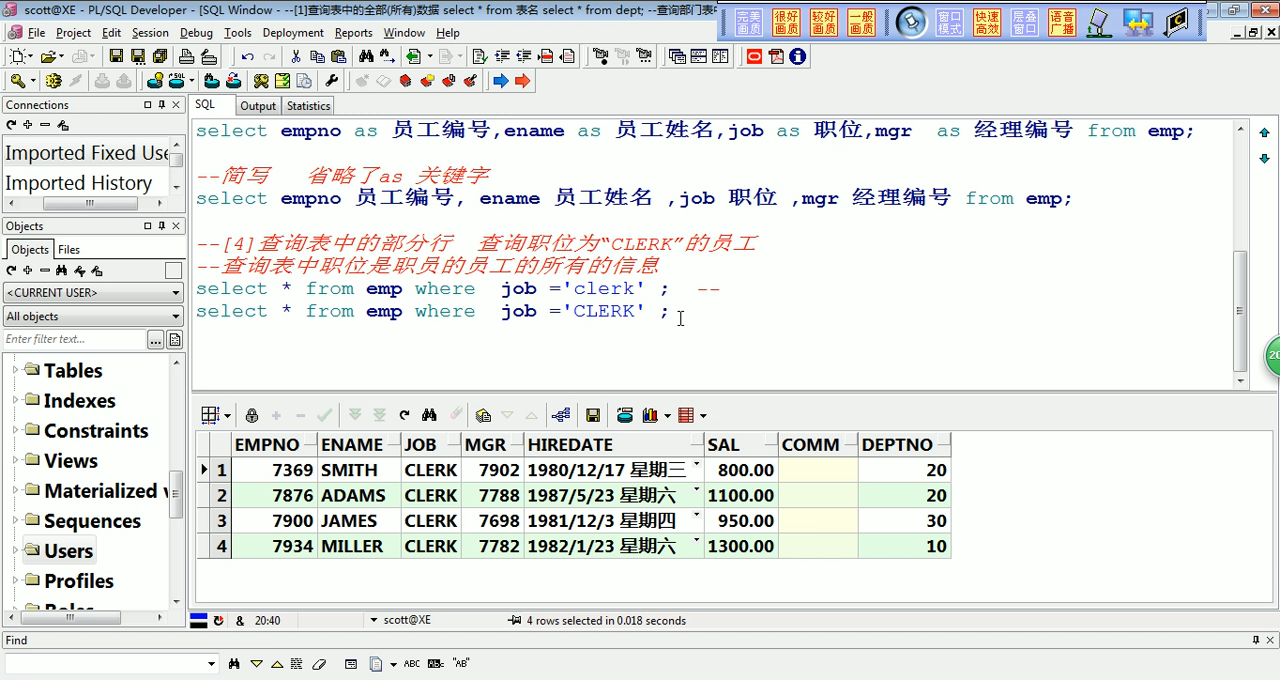 scott@XE - PL/SQL Developer - [SQL Window - --[1]查询表中的全部(所有)数据 select * from 表名 select * from dept; --查询部门表
完美画质 很好画质 较好画质 一般画质 窗口模式 快速高效 层叠窗口 语音广播
File Project Edit Session Debug Tools Deployment Reports Window Help
Connections
Imported Fixed Use
Imported History
Objects
Objects Files
<CURRENT USER>
All objects
Enter filter text...
Tables
Indexes
Constraints
Views
Materialized
Sequences
Users
Profiles
SQL Output Statistics
select empno as 员工编号,ename as 员工姓名,job as 职位,mgr as 经理编号 from emp;
--简写 省略了as 关键字
select empno 员工编号, ename 员工姓名 ,job 职位 ,mgr 经理编号 from emp;
--[4]查询表中的部分行 查询职位为“CLERK”的员工
--查询表中职位是职员的员工的所有的信息
select * from emp where job ='clerk' ; --
select * from emp where job ='CLERK' ;
20
EMPNO ENAME JOB MGR HIREDATE SAL COMM DEPTNO
1 7369 SMITH CLERK 7902 1980/12/17 星期三 800.00 20
2 7876 ADAMS CLERK 7788 1987/5/23 星期六 1100.00 20
3 7900 JAMES CLERK 7698 1981/12/3 星期四 950.00 30
4 7934 MILLER CLERK 7782 1982/1/23 星期六 1300.00 10
& 20:40 scott@XE 4 rows selected in 0.018 seconds
Find
ABC "AB"